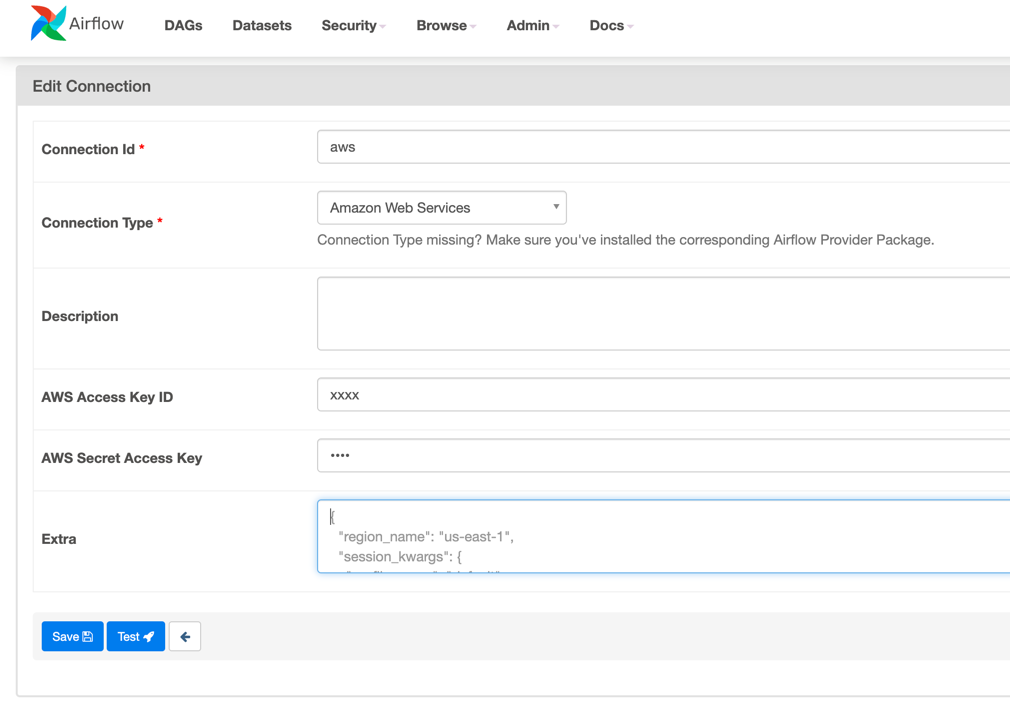 Airflow DAGs Datasets Security Browse Admin Docs
Edit Connection
Connection Id *
aws
Connection Type *
Amazon Web Services
Connection Type missing? Make sure you've installed the corresponding Airflow Provider Package.
Description
AWS Access Key ID
xxxx
AWS Secret Access Key
••••
Extra
{
"region_name": "us-east-1",
"session_kwargs": {
Save Test